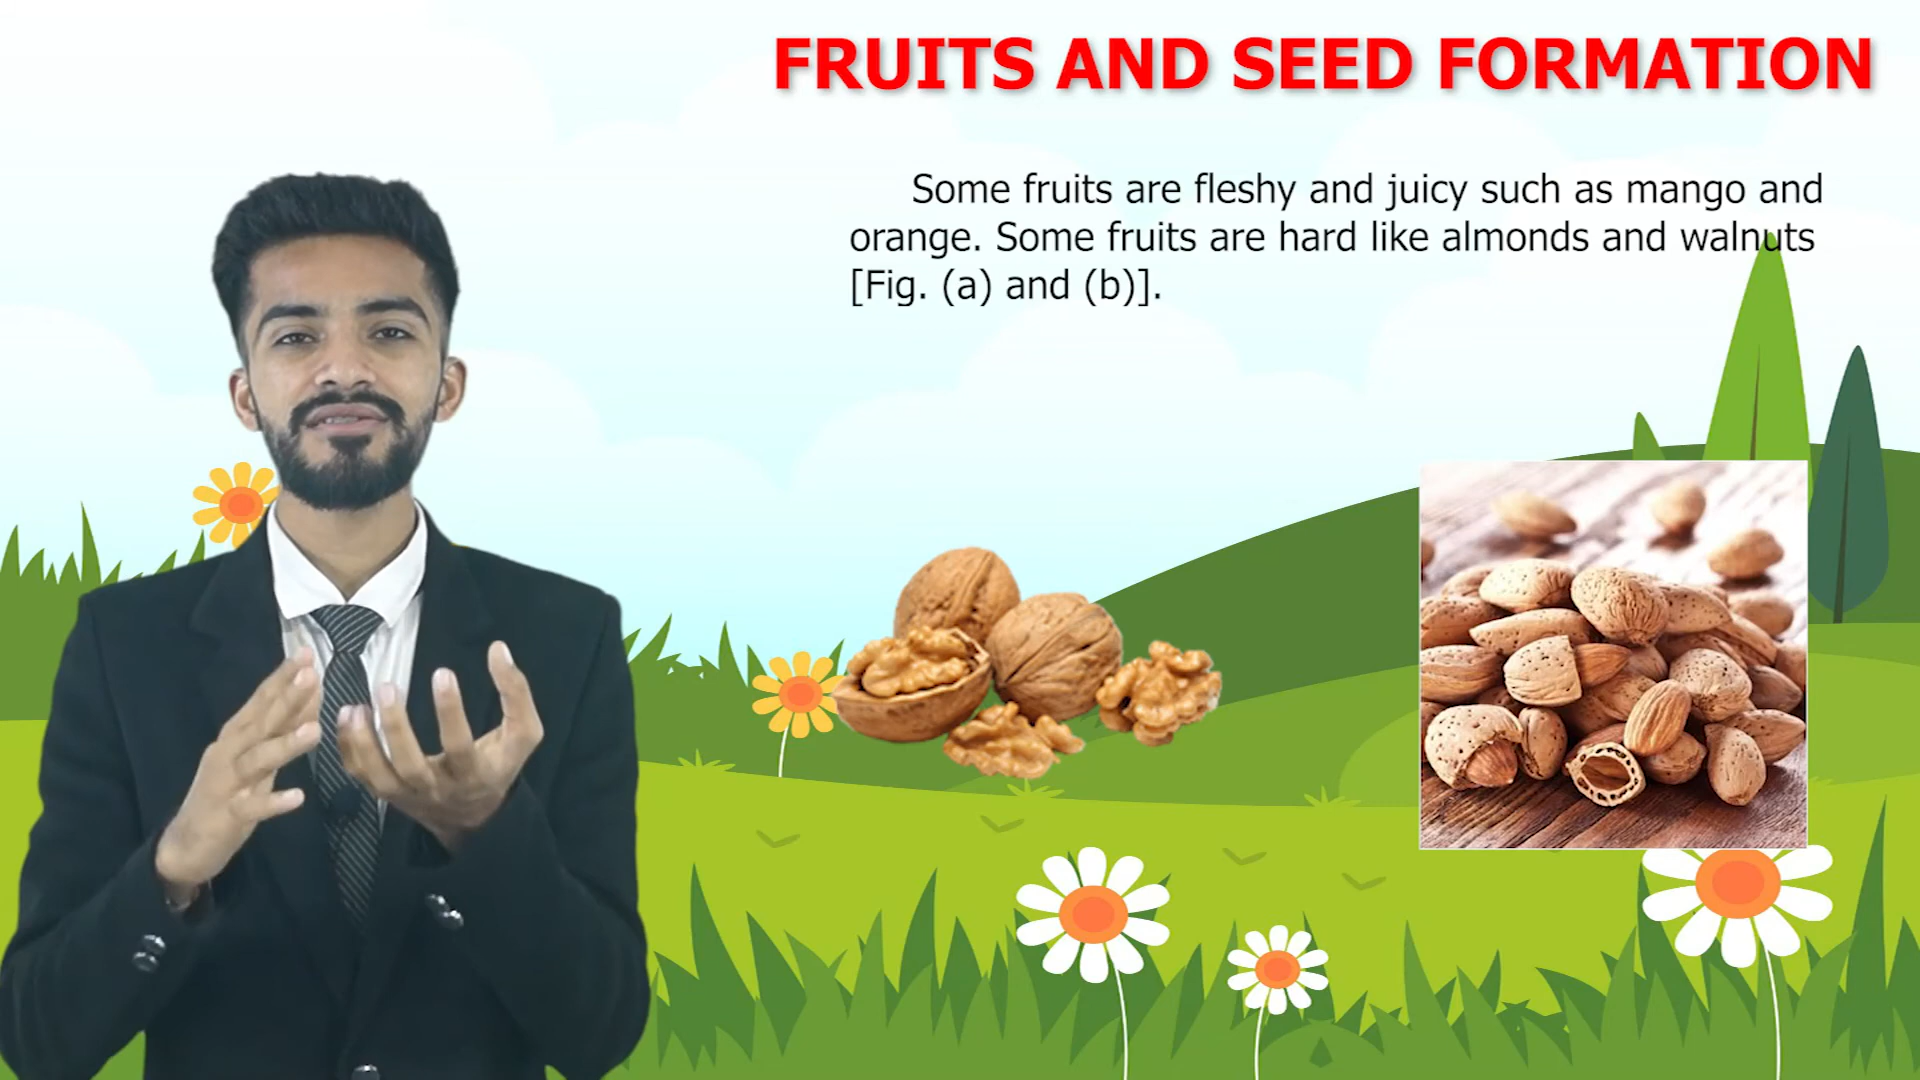 FRUITS AND SEED FORMATION
Some fruits are fleshy and juicy such as mango and
orange. Some fruits are hard like almonds and walnuts
[Fig. (a) and (b)].